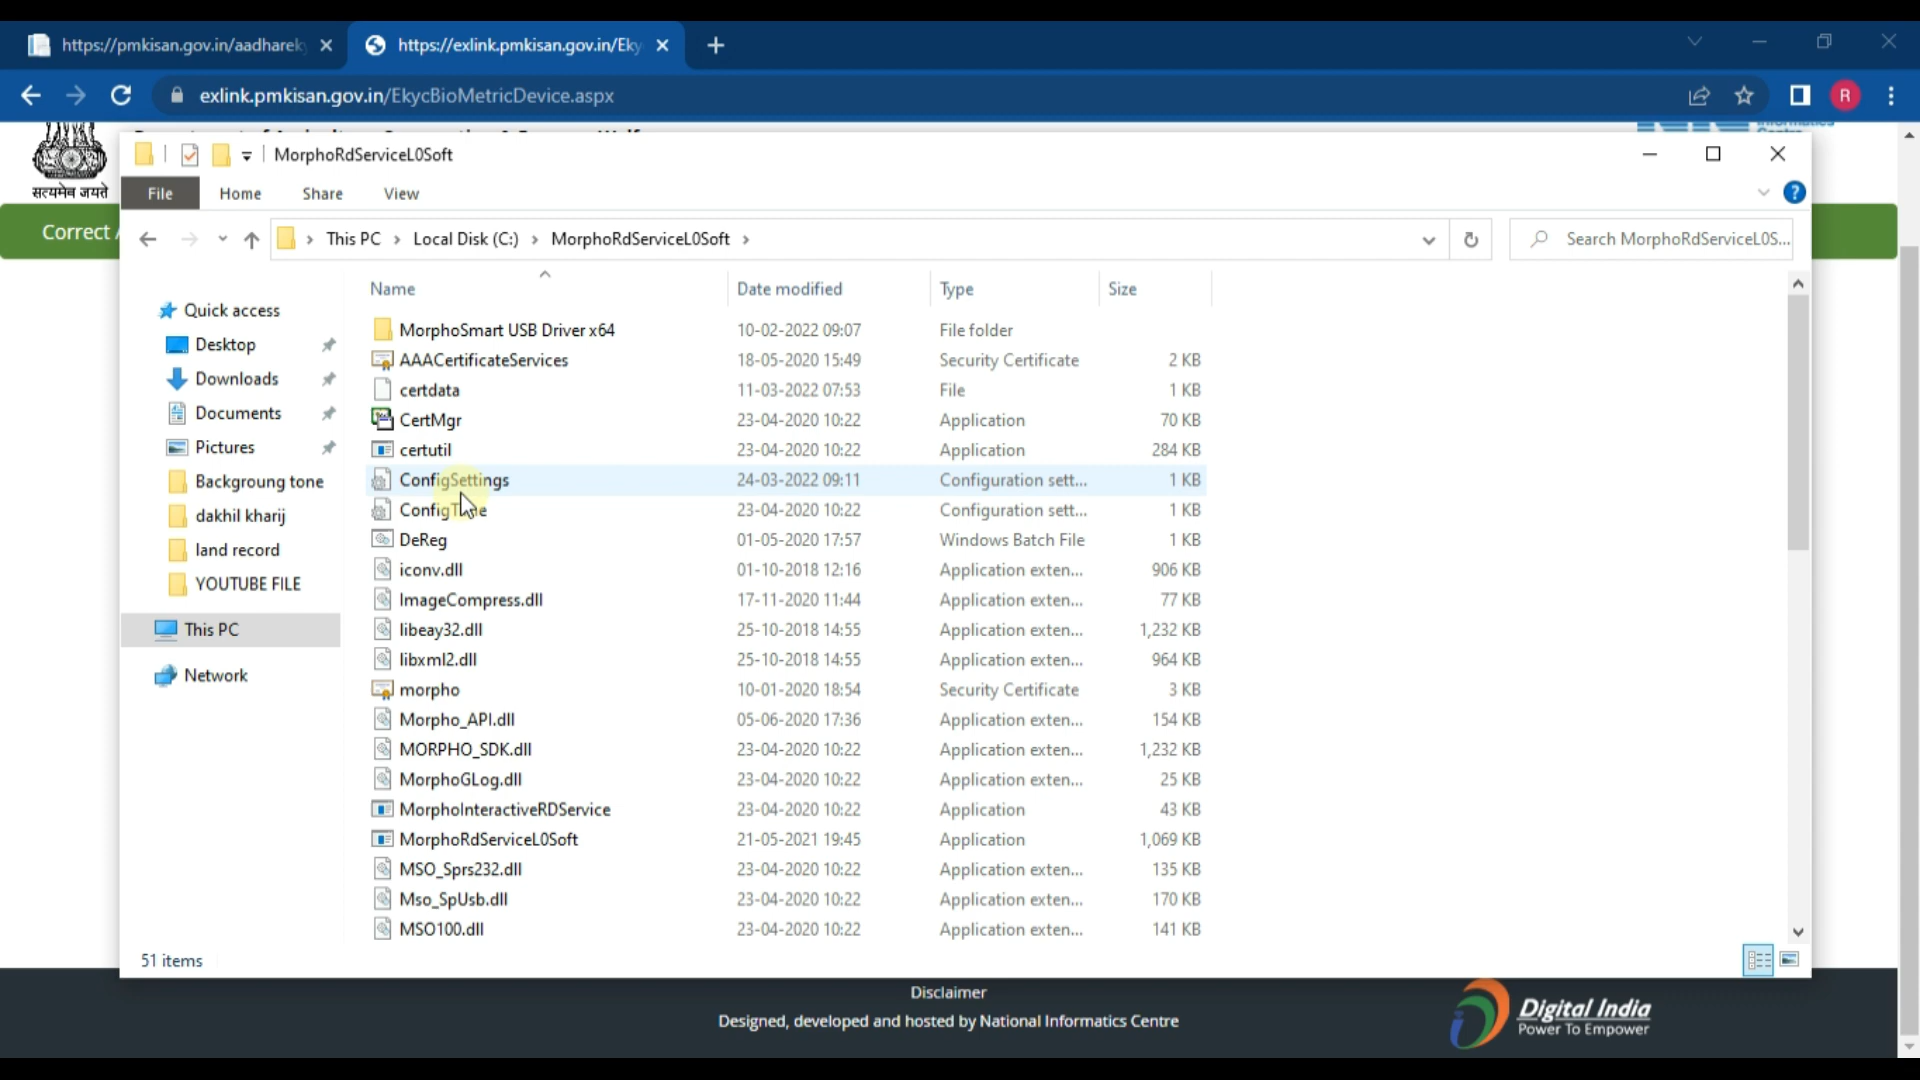 https://pmkisan.gov.in/aadharek
https://exlink.pmkisan.gov.in/Eky
exlink.pmkisan.gov.in/EkycBioMetricDevice.aspx
R
सत्यमेव जयते
MorphoRdServiceL0Soft
File Home Share View
Correct
This PC > Local Disk (C:) > MorphoRdServiceL0Soft >
Search MorphoRdServiceL0S...
Name Date modified Type Size
Quick access
Desktop
Downloads
Documents
Pictures
Backgroung tone
dakhil kharij
land record
YOUTUBE FILE
This PC
Network
MorphoSmart USB Driver x64 10-02-2022 09:07 File folder
AAACertificateServices 18-05-2020 15:49 Security Certificate 2 KB
certdata 11-03-2022 07:53 File 1 KB
CertMgr 23-04-2020 10:22 Application 70 KB
certutil 23-04-2020 10:22 Application 284 KB
ConfigSettings 24-03-2022 09:11 Configuration sett... 1 KB
23-04-2020 10:22 Configuration sett... 1 KB
DeReg 01-05-2020 17:57 Windows Batch File 1 KB
iconv.dll 01-10-2018 12:16 Application exten... 906 KB
ImageCompress.dll 17-11-2020 11:44 Application exten... 77 KB
libeay32.dll 25-10-2018 14:55 Application exten... 1,232 KB
libxml2.dll 25-10-2018 14:55 Application exten... 964 KB
morpho 10-01-2020 18:54 Security Certificate 3 KB
Morpho_API.dll 05-06-2020 17:36 Application exten... 154 KB
MORPHO_SDK.dll 23-04-2020 10:22 Application exten... 1,232 KB
MorphoGLog.dll 23-04-2020 10:22 Application exten... 25 KB
MorphoInteractiveRDService 23-04-2020 10:22 Application 43 KB
MorphoRdServiceL0Soft 21-05-2021 19:45 Application 1,069 KB
MSO_Sprs232.dll 23-04-2020 10:22 Application exten... 135 KB
Mso_SpUsb.dll 23-04-2020 10:22 Application exten... 170 KB
MSO100.dll 23-04-2020 10:22 Application exten... 141 KB
51 items
Disclaimer
Designed, developed and hosted by National Informatics Centre
Digital India
Power To Empower